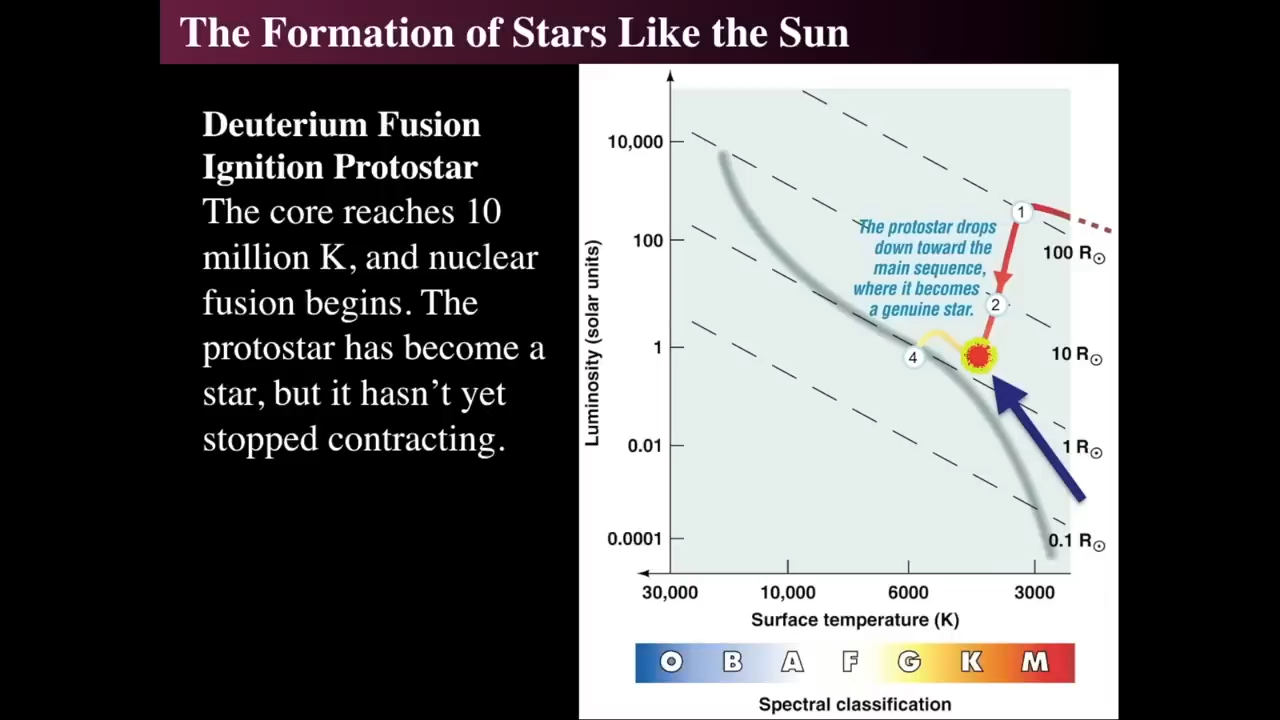 The Formation of Stars Like the Sun
Deuterium Fusion
Ignition Protostar
The core reaches 10
million K, and nuclear
fusion begins. The
protostar has become a
star, but it hasn’t yet
stopped contracting.
Luminosity (solar units)
10,000
100
1
0.01
0.0001
The protostar drops
down toward the
main sequence,
where it becomes
a genuine star.
1
2
4
100 R☉
10 R☉
1 R☉
0.1 R☉
30,000 10,000 6000 3000
Surface temperature (K)
O B A F G K M
Spectral classification